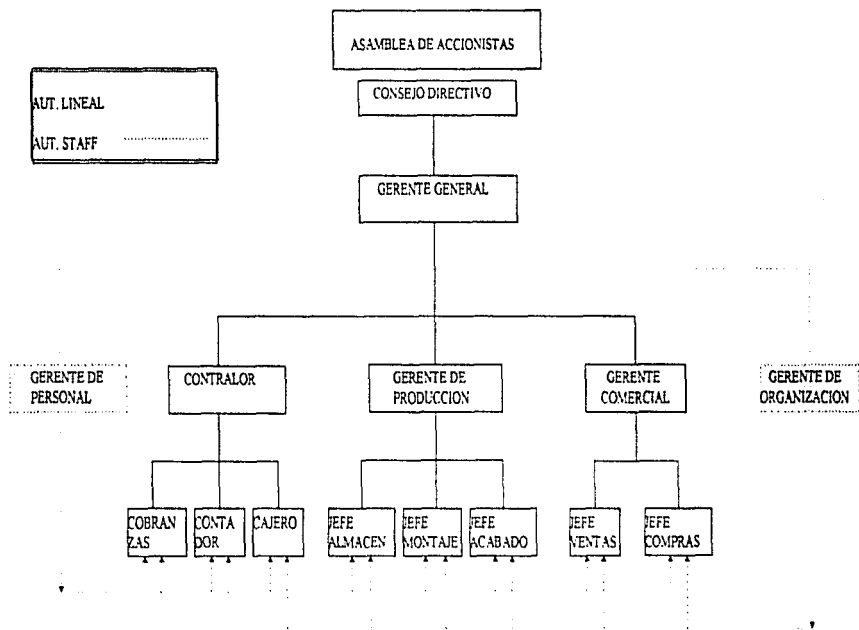 ASAMBLEA DE ACCIONISTAS
CONSEJO DIRECTIVO
AUT. LINEAL
AUT. STAFF
GERENTE GENERAL
GERENTE DE
PERSONAL
CONTRALOR
GERENTE DE
PRODUCCION
GERENTE
COMERCIAL
GERENTE DE
ORGANIZACION
COBRAN
ZAS
CONTA
DOR
CAJERO
JEFE
ALMACEN
JEFE
MONTAJE
JEFE
ACABADO
JEFE
VENTAS
JEFE
COMPRAS